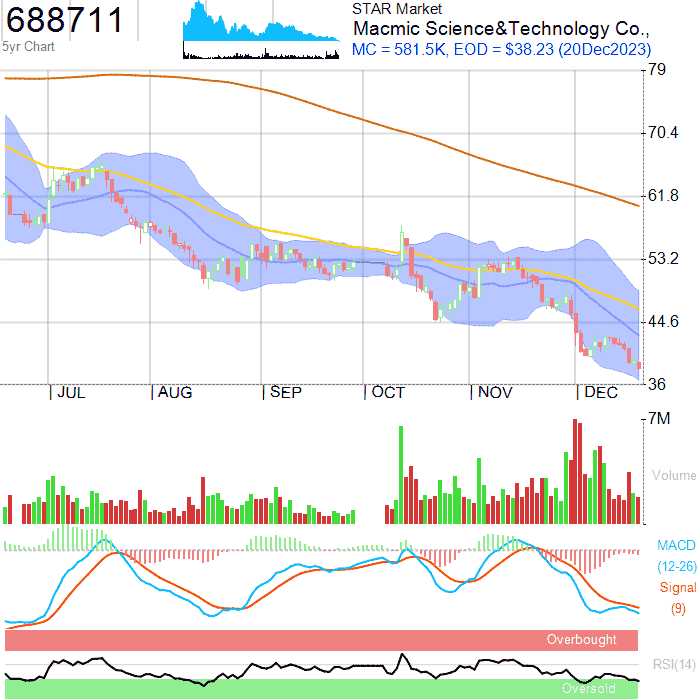 688711
5yr Chart
STAR Market
Macmic Science&Technology Co.,
MC = 581.5K, EOD = $38.23 (20Dec2023)
79
70.4
61.8
53.2
44.6
36
JUL AUG SEP OCT NOV DEC
7M
Volume
MACD
(12-26)
Signal
(9)
Overbought
RSI(14)
Oversold